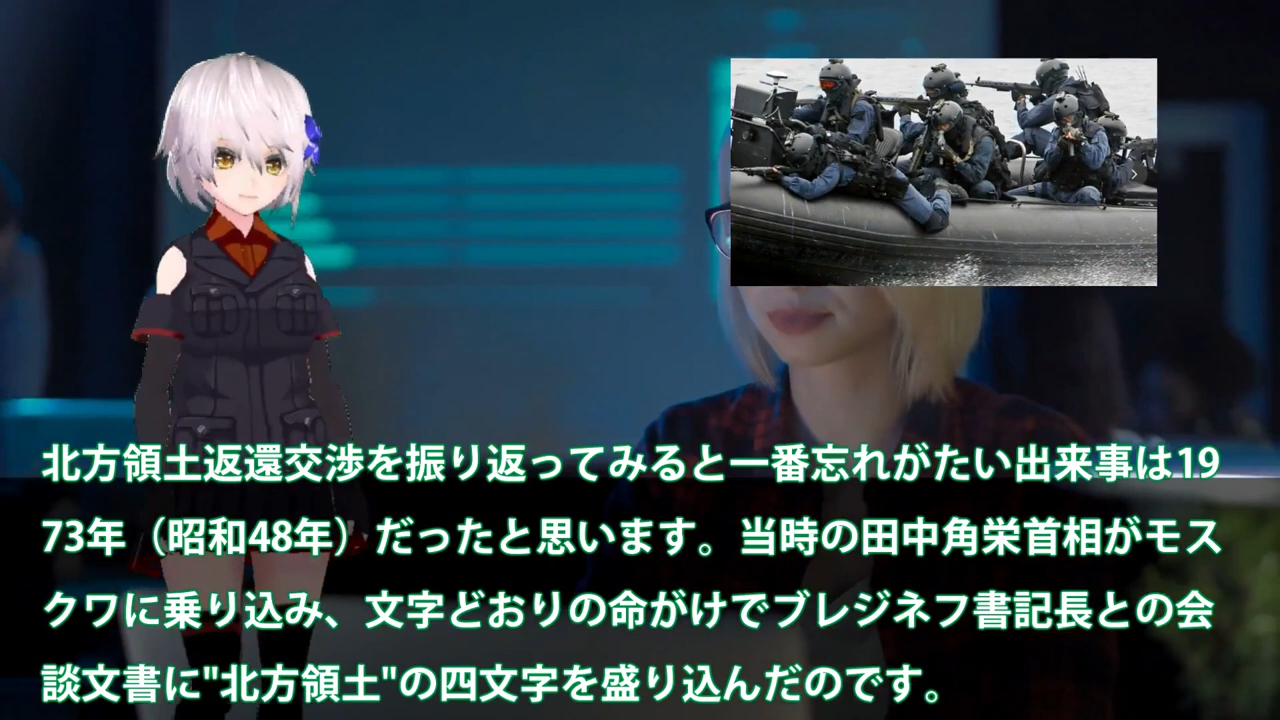 北方領土返還交渉を振り返ってみると一番忘れがたい出来事は19
73年（昭和48年）だったと思います。当時の田中角栄首相がモス
クワに乗り込み、文字どおりの命がけでブレジネフ書記長との会
談文書に"北方領土"の四文字を盛り込んだのです。